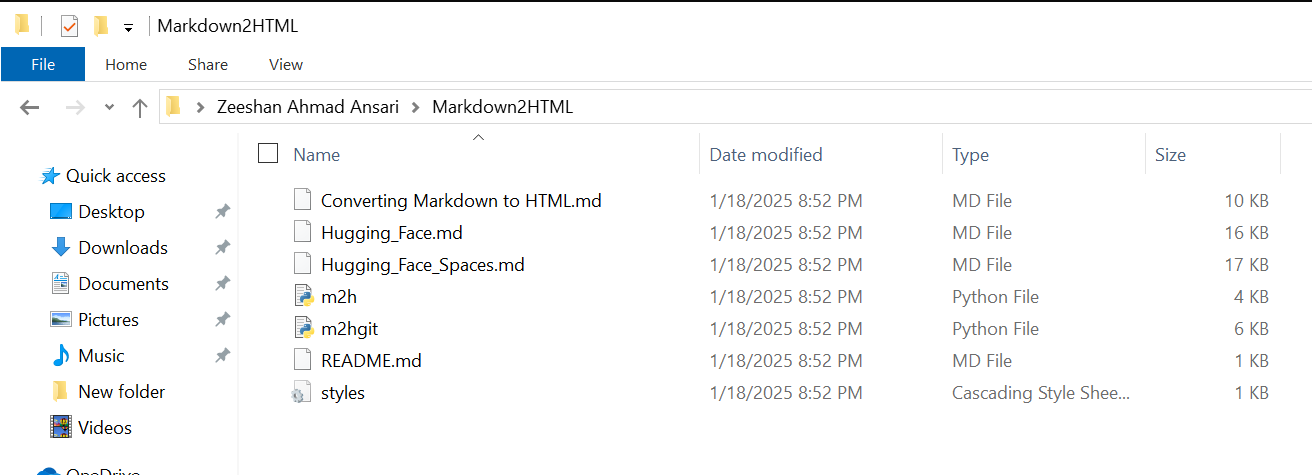 Markdown2HTML
File Home Share View
Zeeshan Ahmad Ansari Markdown2HTML
Name Date modified Type Size
Quick access
Desktop
Downloads
Documents
Pictures
Music
New folder
Videos
OneDrive
Converting Markdown to HTML.md 1/18/2025 8:52 PM MD File 10 KB
Hugging_Face.md 1/18/2025 8:52 PM MD File 16 KB
Hugging_Face_Spaces.md 1/18/2025 8:52 PM MD File 17 KB
m2h 1/18/2025 8:52 PM Python File 4 KB
m2hgit 1/18/2025 8:52 PM Python File 6 KB
README.md 1/18/2025 8:52 PM MD File 1 KB
styles 1/18/2025 8:52 PM Cascading Style Shee... 1 KB